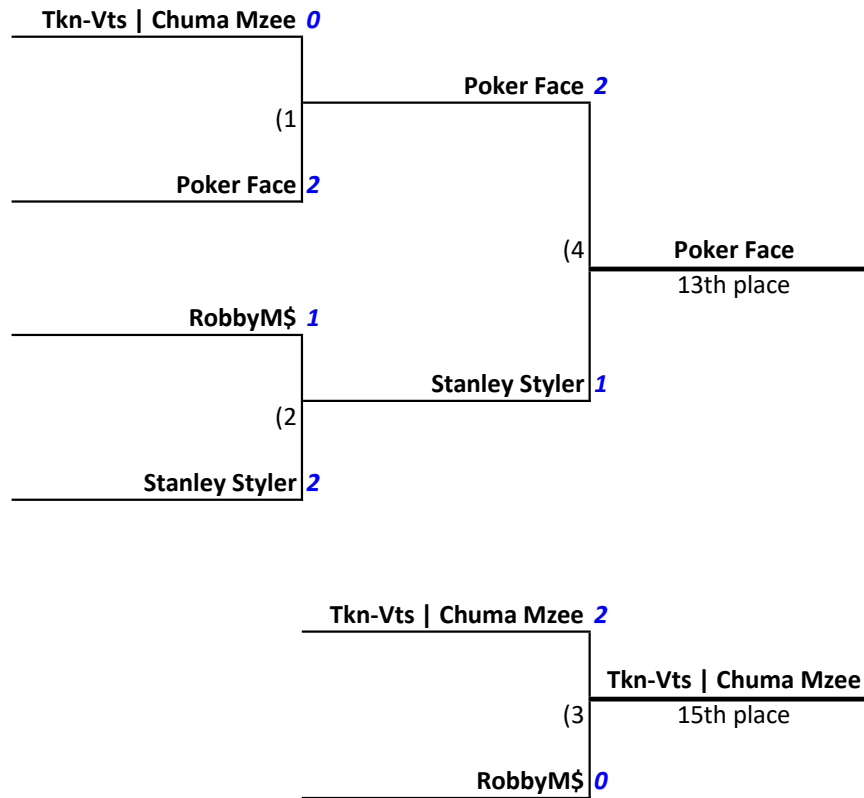 Tkn-Vts | Chuma Mzee 0
Poker Face 2
(1
Poker Face 2
(4
Poker Face
13th place
RobbyM$ 1
Stanley Styler 1
(2
Stanley Styler 2
Tkn-Vts | Chuma Mzee 2
Tkn-Vts | Chuma Mzee
(3
15th place
RobbyM$ 0